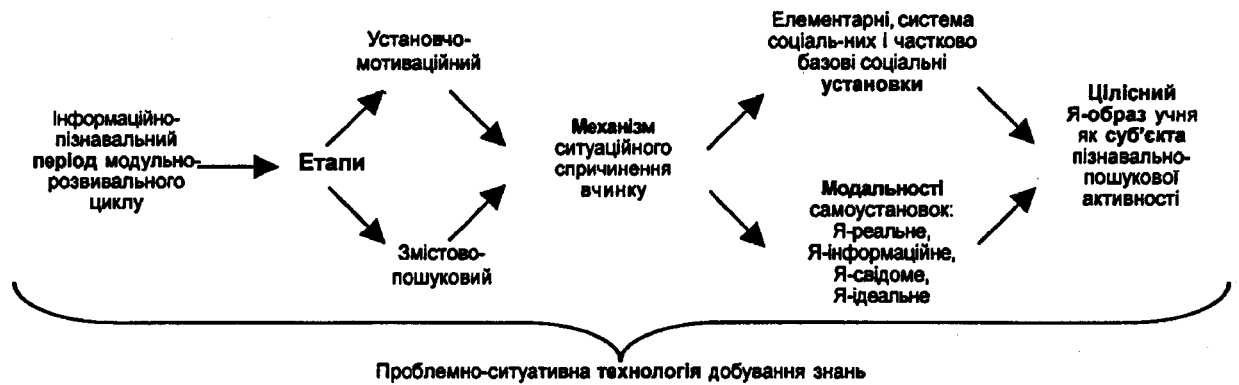 Інформаційно-
пізнавальний
період модульно-
розвивального
циклу
Етапи
Установчо-
мотиваційний
Змістово-
пошуковий
Механізм
ситуаційного
спричинення
вчинку
Елементарні, система
соціаль-них і частково
базові соціальні
установки
Модальності
самоустановок:
Я-реальне,
Я-інформаційне,
Я-свідоме,
Я-ідеальне
Цілісний
Я-образ учня
як суб'єкта
пізнавально-
пошукової
активності
Проблемно-ситуативна технологія добування знань